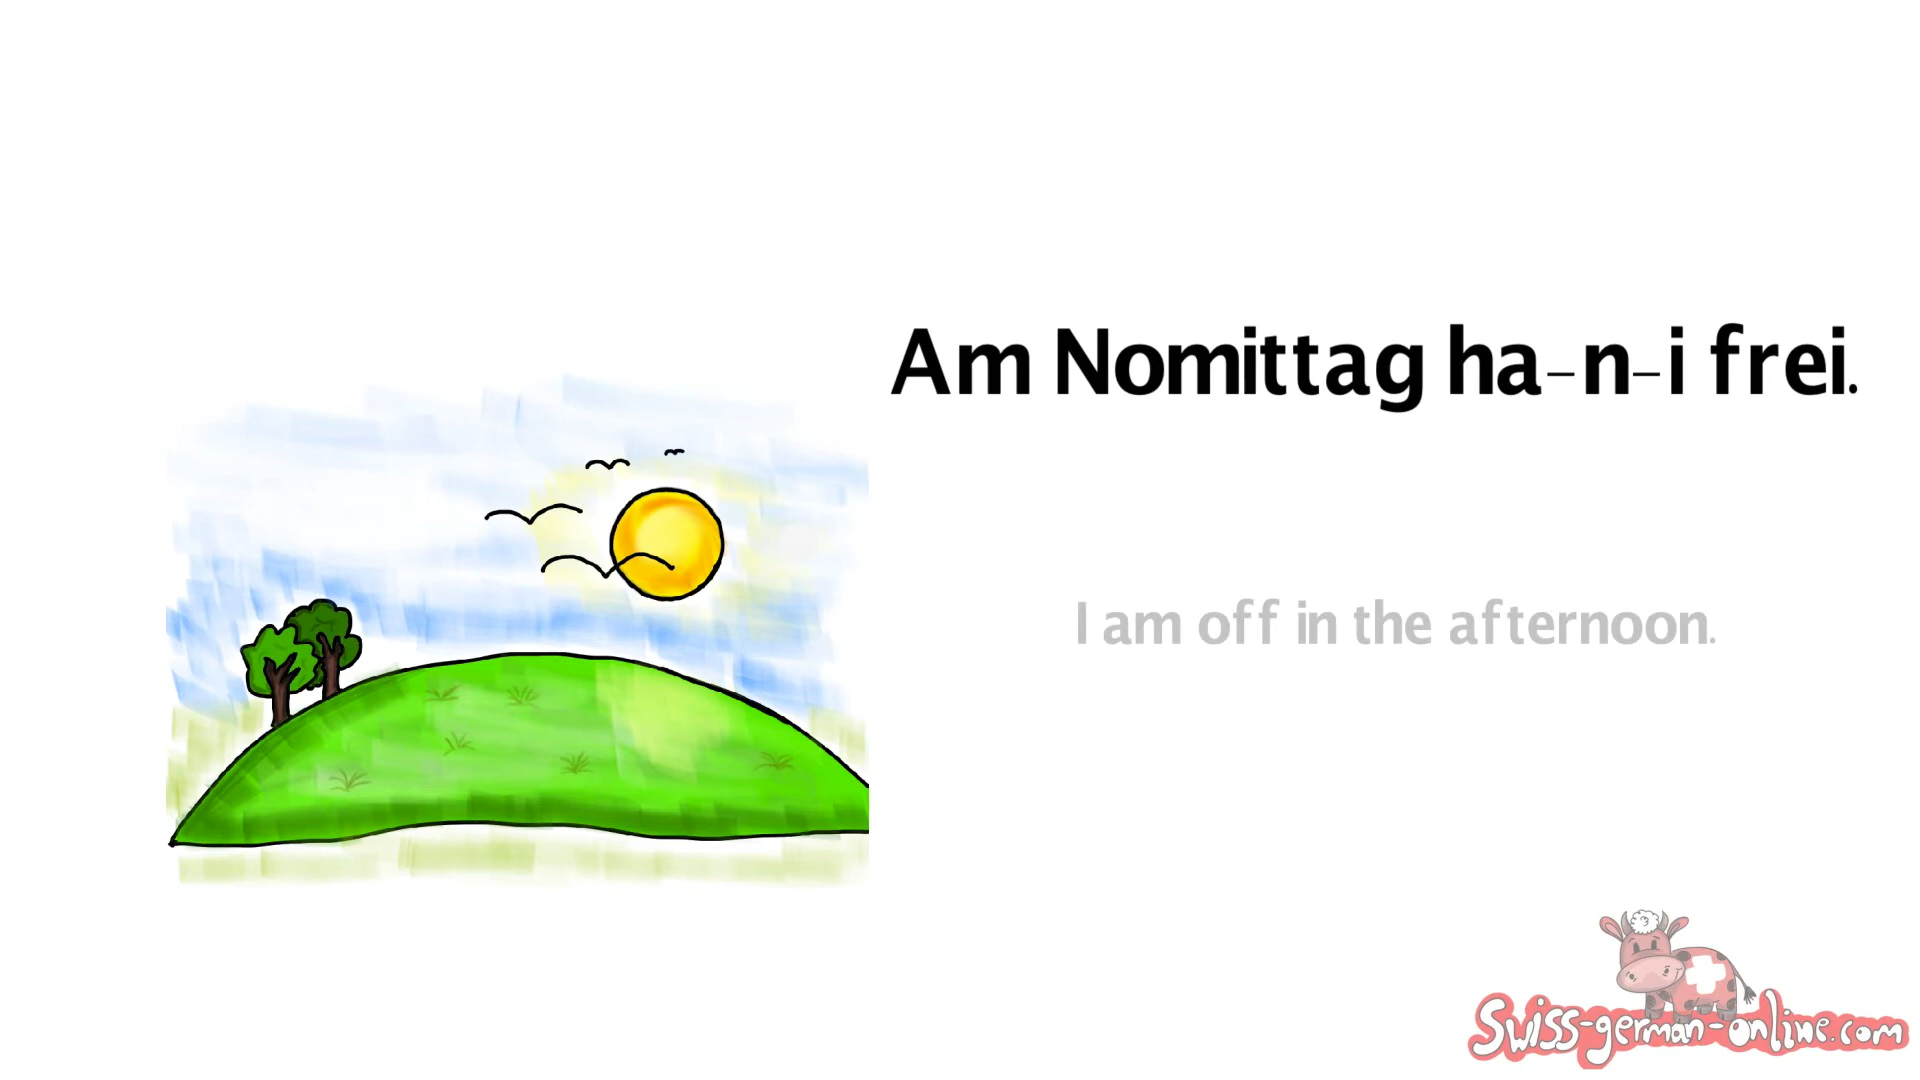 Am Nomittag ha-n-i frei.
I am off in the afternoon.
Swiss-german-online.com